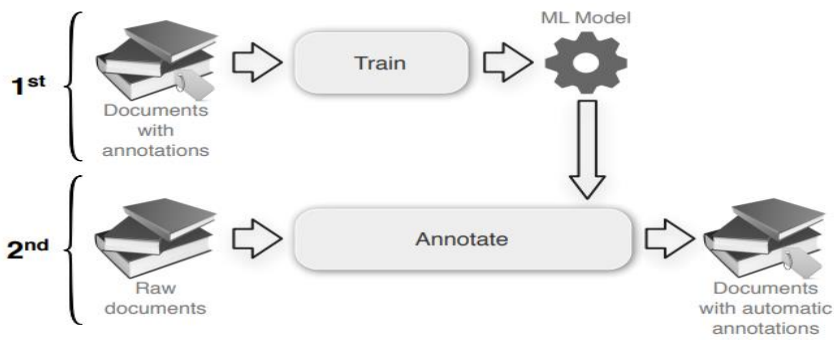 ML Model
1st
Train
Documents
with
annotations
2nd
Annotate
Raw
documents
Documents
with automatic
annotations